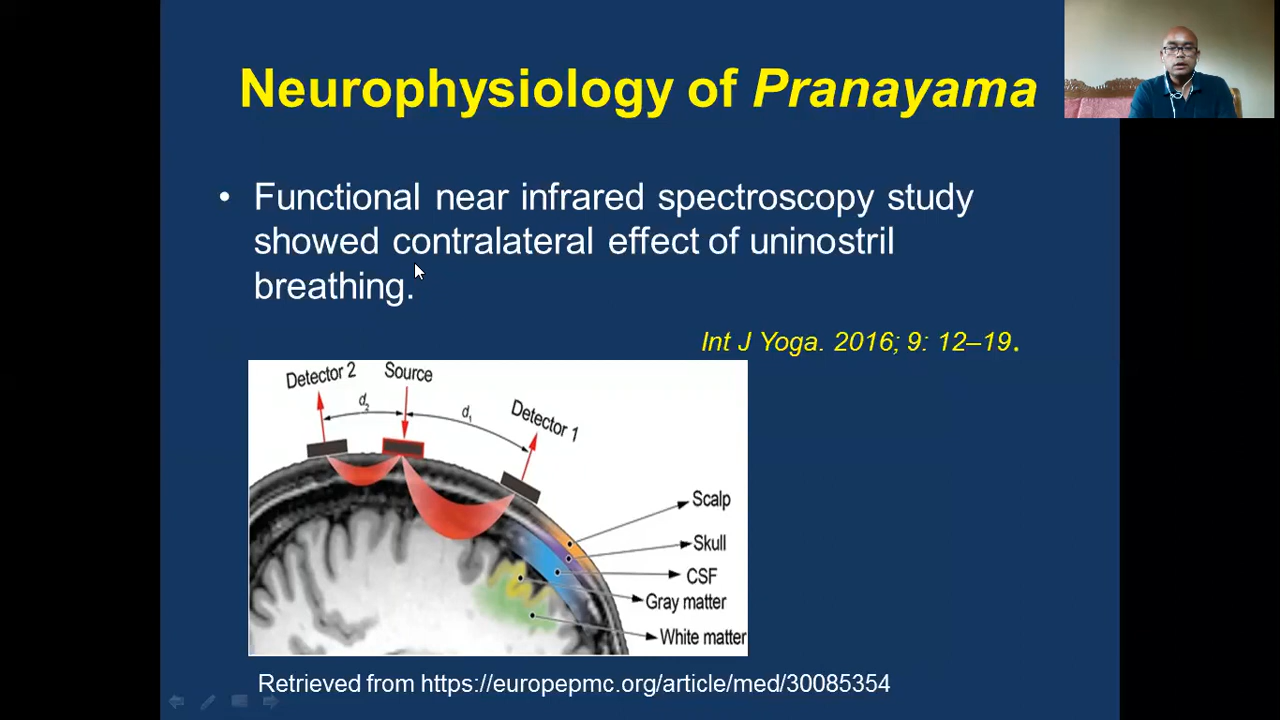 Neurophysiology of Pranayama
• Functional near infrared spectroscopy study
showed contralateral effect of uninostril
breathing.
Int J Yoga. 2016; 9: 12–19.
Detector 2
Source
d2
d1
Detector 1
Scalp
Skull
CSF
Gray matter
White matter
Retrieved from https://europepmc.org/article/med/30085354